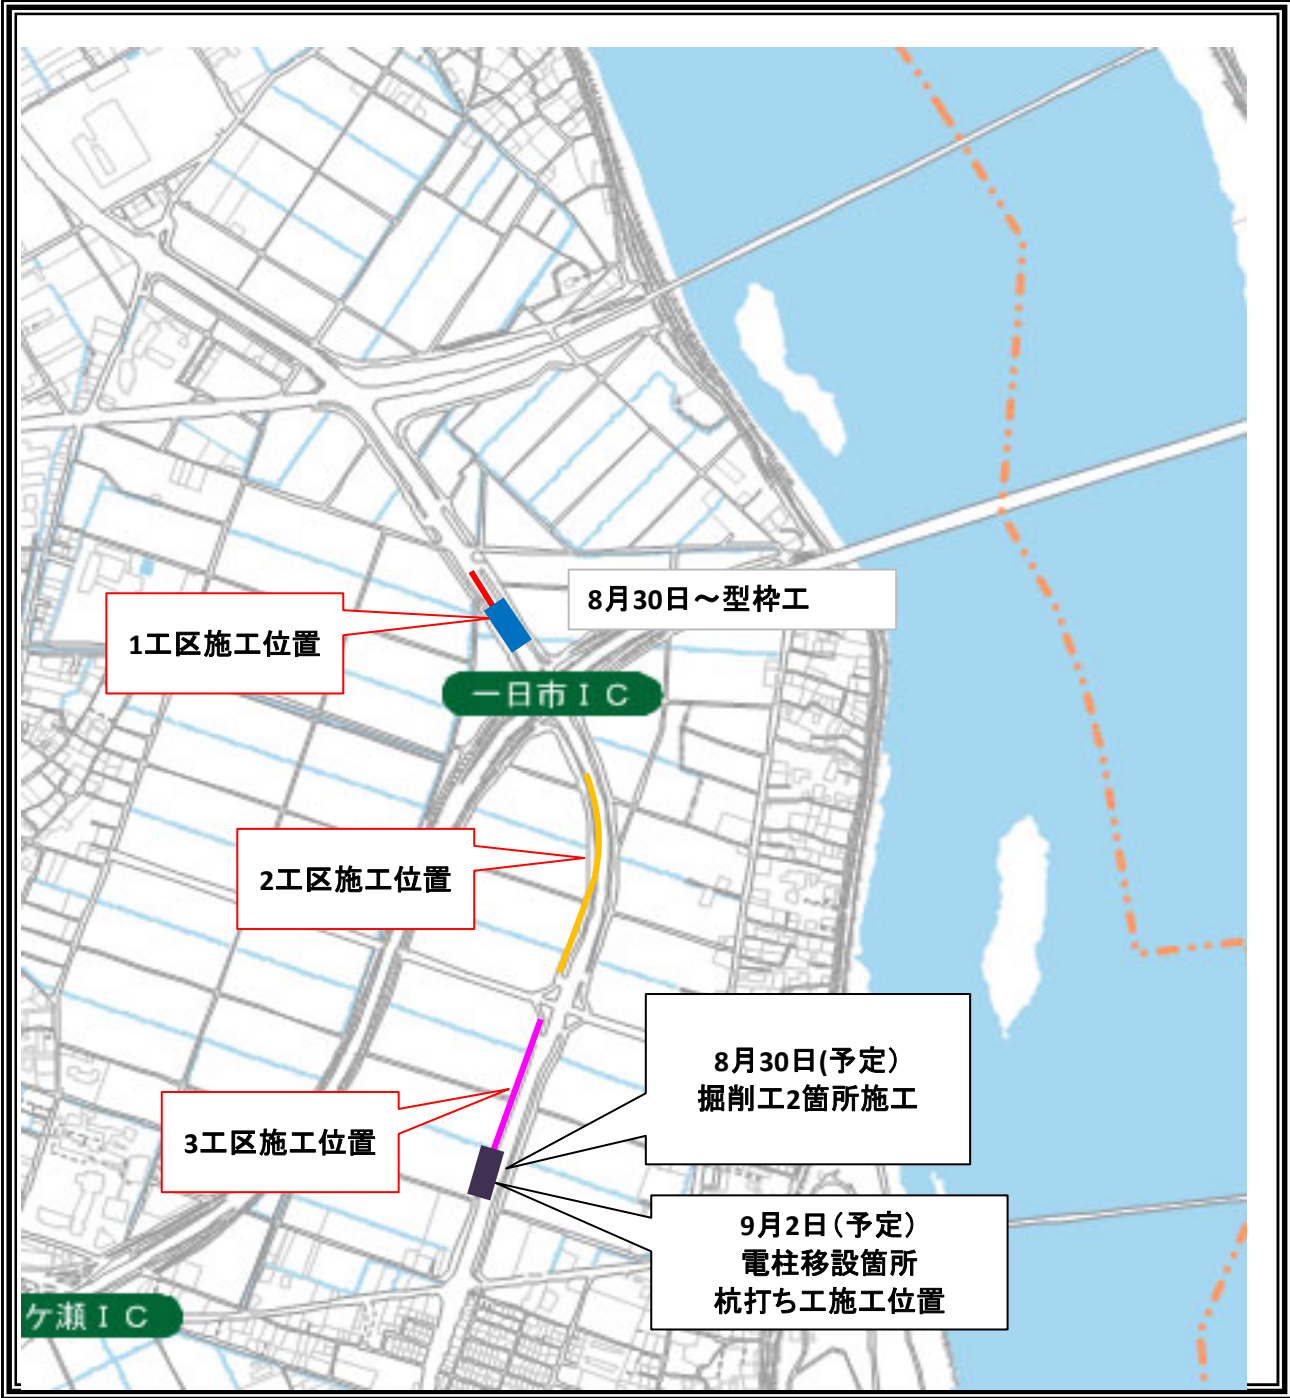 8月30日～型枠工
1工区施工位置
一日市ＩＣ
2工区施工位置
8月30日(予定）
掘削工2箇所施工
3工区施工位置
9月2日（予定）
電柱移設箇所
杭打ち工施工位置
ケ瀬ＩＣ